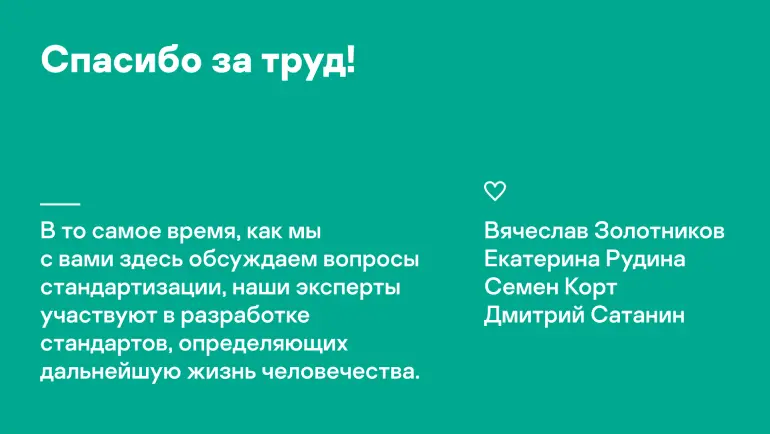 Спасибо за труд!
В то самое время, как мы
с вами здесь обсуждаем вопросы
стандартизации, наши эксперты
участвуют в разработке
стандартов, определяющих
дальнейшую жизнь человечества.
Вячеслав Золотников
Екатерина Рудина
Семен Корт
Дмитрий Сатанин